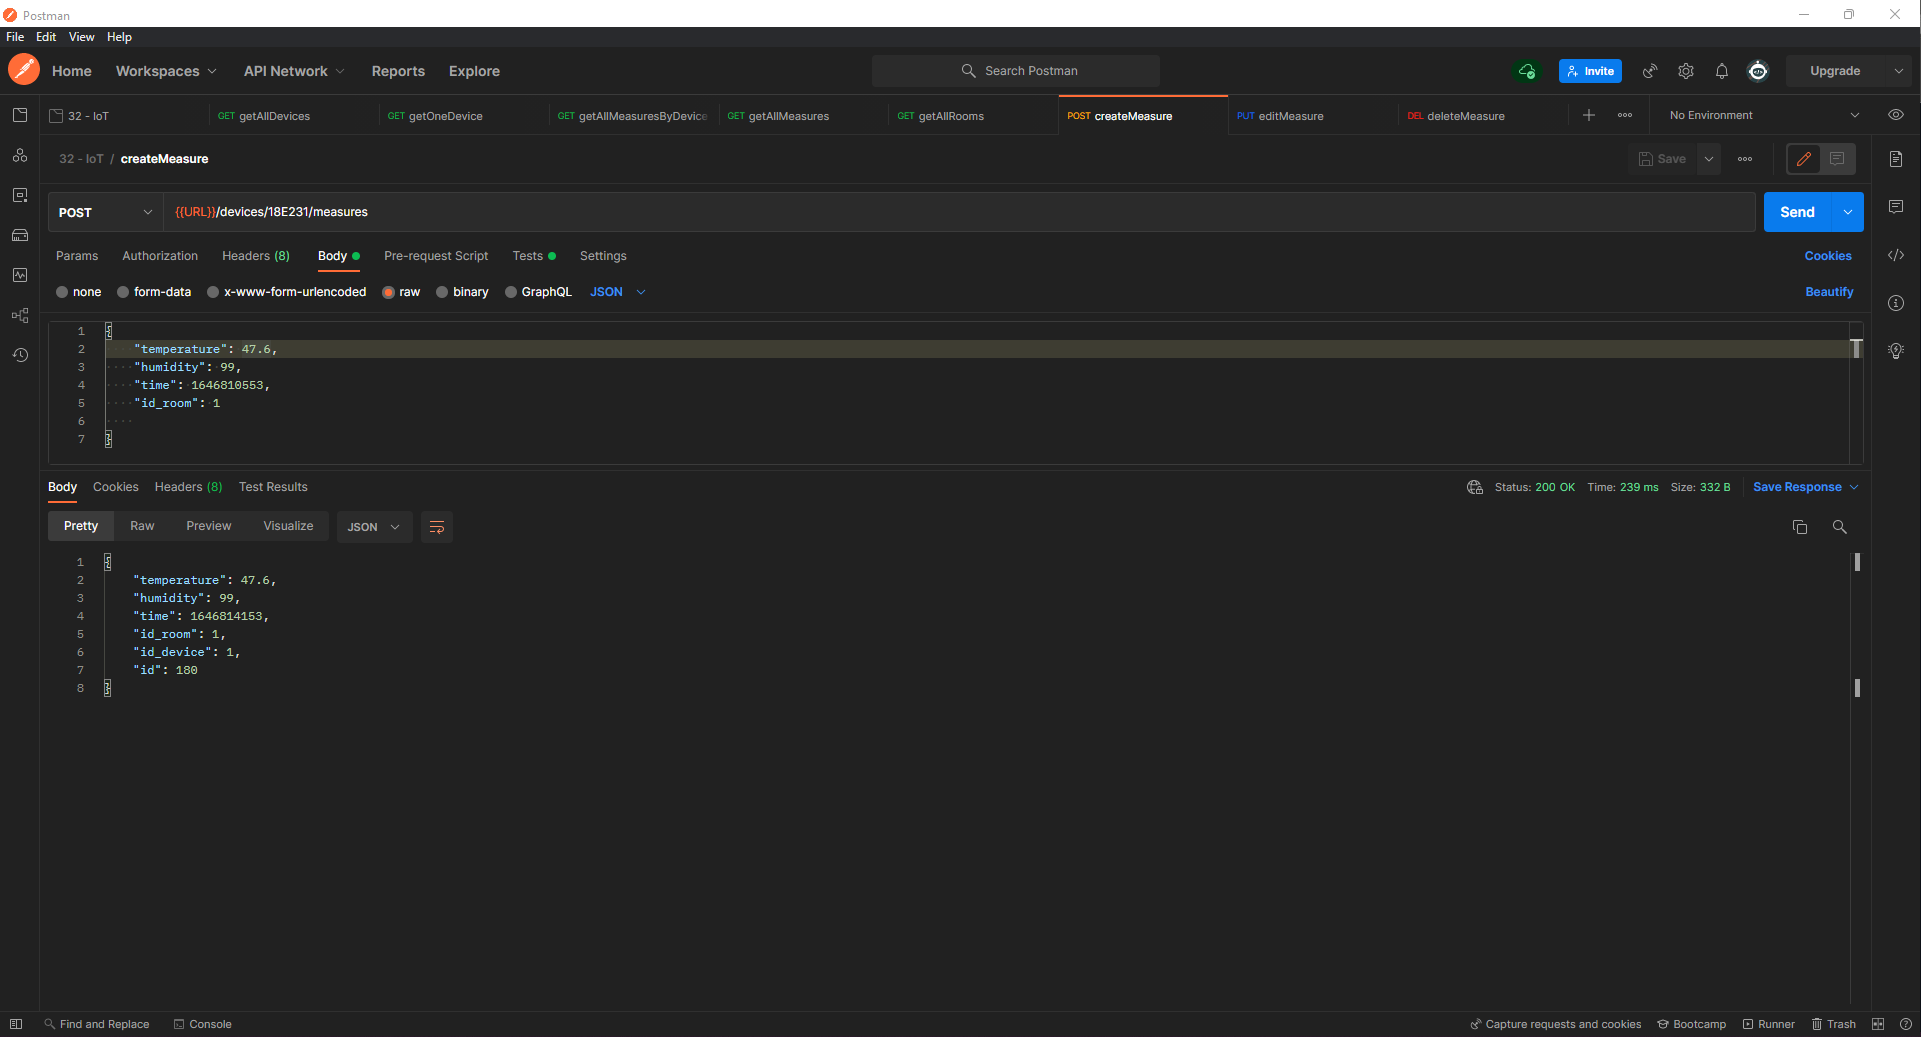 Postman
File Edit View Help
Home Workspaces API Network Reports Explore Search Postman Invite Upgrade
32 - IoT GET getAllDevices GET getOneDevice GET getAllMeasuresByDevice GET getAllMeasures GET getAllRooms POST createMeasure PUT editMeasure DEL deleteMeasure No Environment
32 - IoT / createMeasure Save
POST {{URL}}/devices/18E231/measures Send
Params Authorization Headers (8) Body Pre-request Script Tests Settings Cookies
none form-data x-www-form-urlencoded raw binary GraphQL JSON Beautify
1 {
2 "temperature": 47.6,
3 "humidity": 99,
4 "time": 1646810553,
5 "id_room": 1
6
7 }
Body Cookies Headers (8) Test Results Status: 200 OK Time: 239 ms Size: 332 B Save Response
Pretty Raw Preview Visualize JSON
1 {
2 "temperature": 47.6,
3 "humidity": 99,
4 "time": 1646814153,
5 "id_room": 1,
6 "id_device": 1,
7 "id": 180
8 }
Find and Replace Console Capture requests and cookies Bootcamp Runner Trash